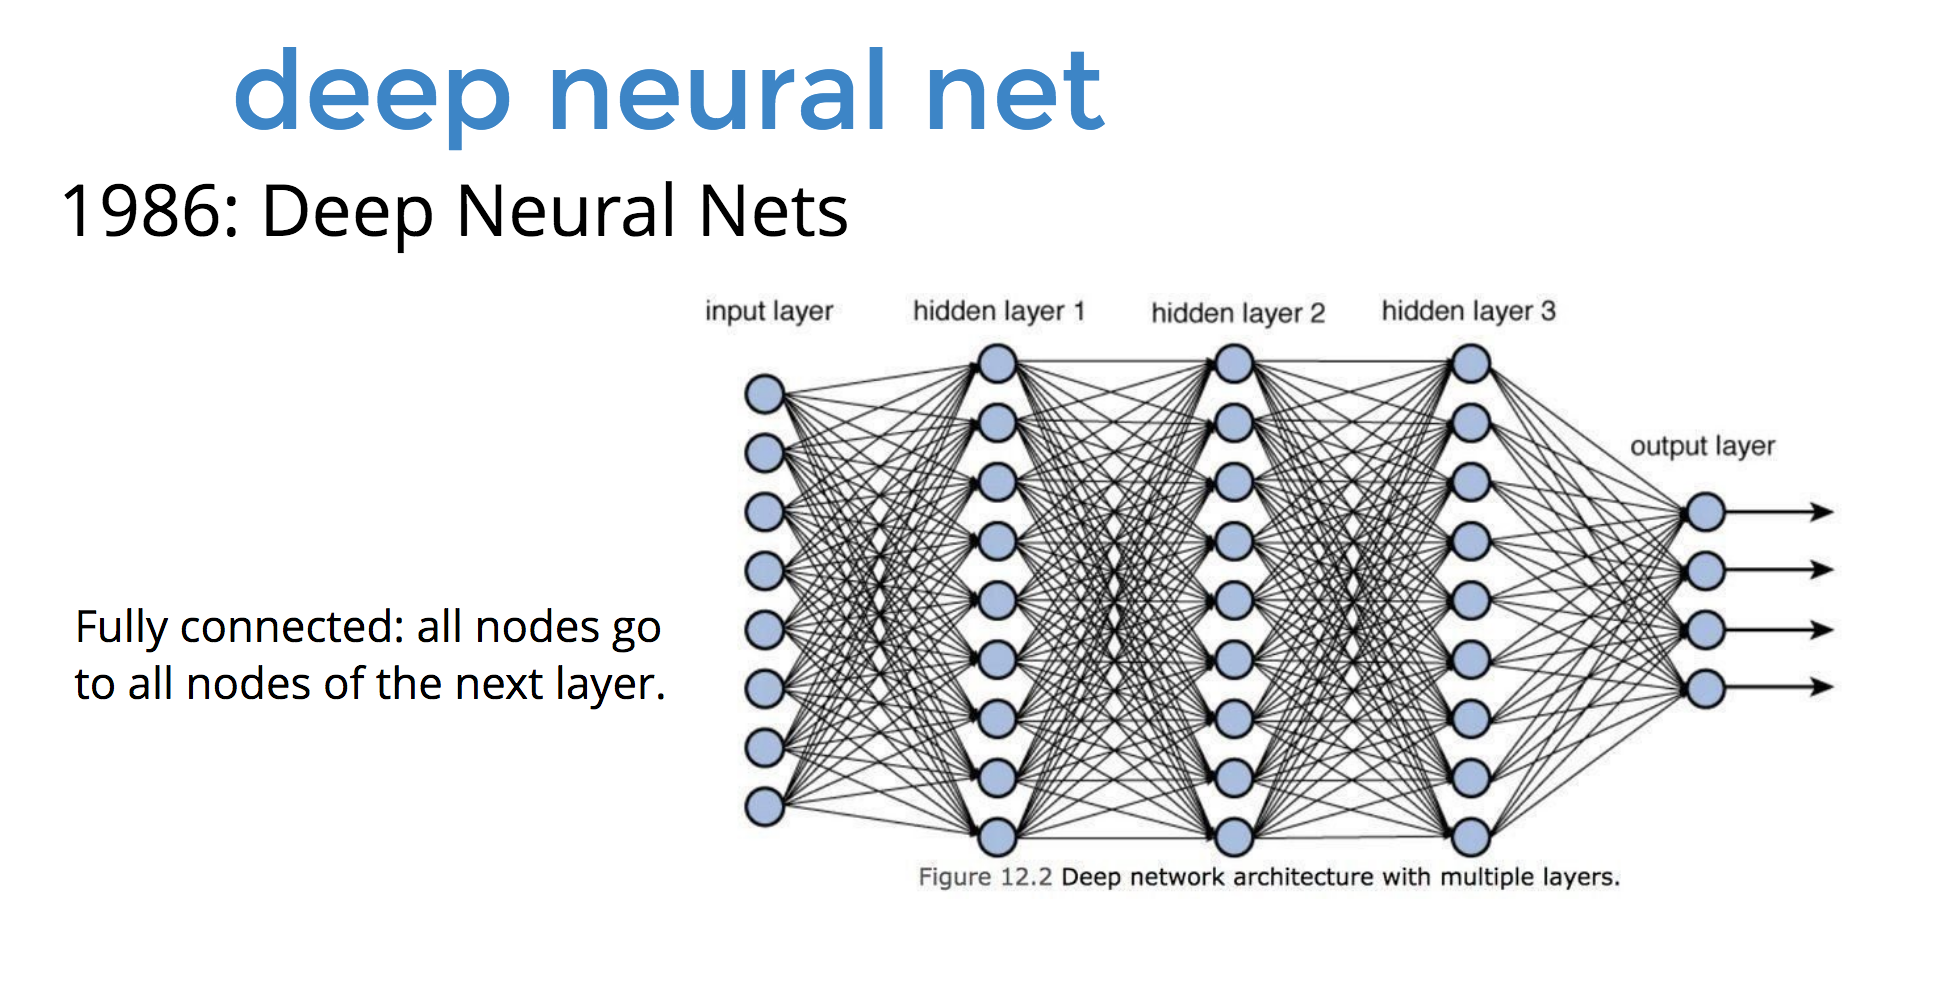 deep neural net
1986: Deep Neural Nets
input layer
hidden layer 1
hidden layer 2
hidden layer 3
output layer
Fully connected: all nodes go
to all nodes of the next layer.
Figure 12.2 Deep network architecture with multiple layers.